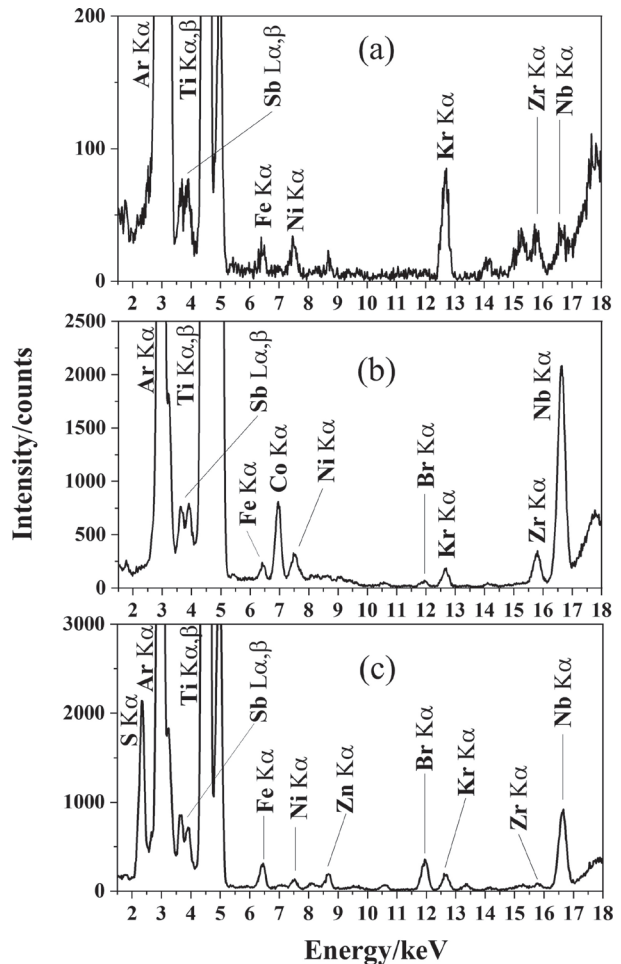 Intensity/counts
200
100
0
(a)
Ar Kα
Ti Kα,β
Sb Lα,β
Fe Kα
Ni Kα
Kr Kα
Zr Kα
Nb Kα
2 3 4 5 6 7 8 9 10 11 12 13 14 15 16 17 18
2500
2000
1500
1000
500
0
(b)
Ar Kα
Ti Kα,β
Sb Lα,β
Fe Kα
Co Kα
Ni Kα
Br Kα
Kr Kα
Zr Kα
Nb Kα
2 3 4 5 6 7 8 9 10 11 12 13 14 15 16 17 18
3000
2000
1000
0
(c)
S Kα
Ar Kα
Ti Kα,β
Sb Lα,β
Fe Kα
Ni Kα
Zn Kα
Br Kα
Kr Kα
Zr Kα
Nb Kα
2 3 4 5 6 7 8 9 10 11 12 13 14 15 16 17 18
Energy/keV